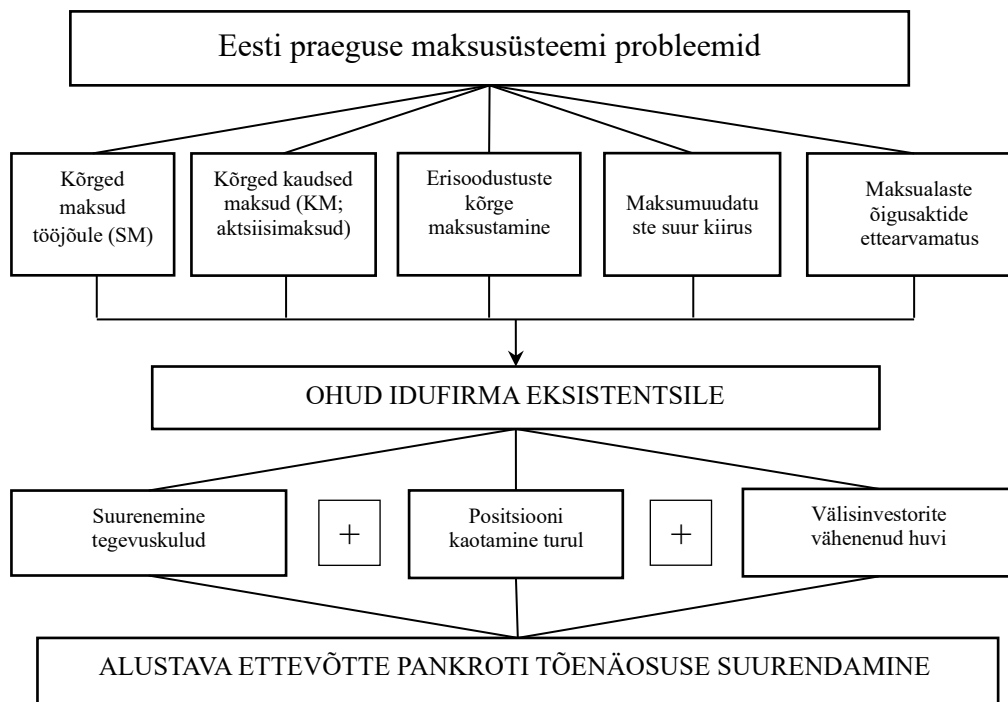 Eesti praeguse maksusüsteemi probleemid
Kõrged
maksud
tööjõule (SM)
Kõrged kaudsed
maksud (KM;
aktsiisimaksud)
Erisoodustuste
kõrge
maksustamine
Maksumuudatu
ste suur kiirus
Maksualaste
õigusaktide
ettearvamatus
OHUD IDUFIRMA EKSISTENTSILE
Suurenemine
tegevuskulud
+
Positsiooni
kaotamine turul
+
Välisinvestorite
vähenenud huvi
ALUSTAVA ETTEVÕTTE PANKROTI TÕENÄOSUSE SUURENDAMINE